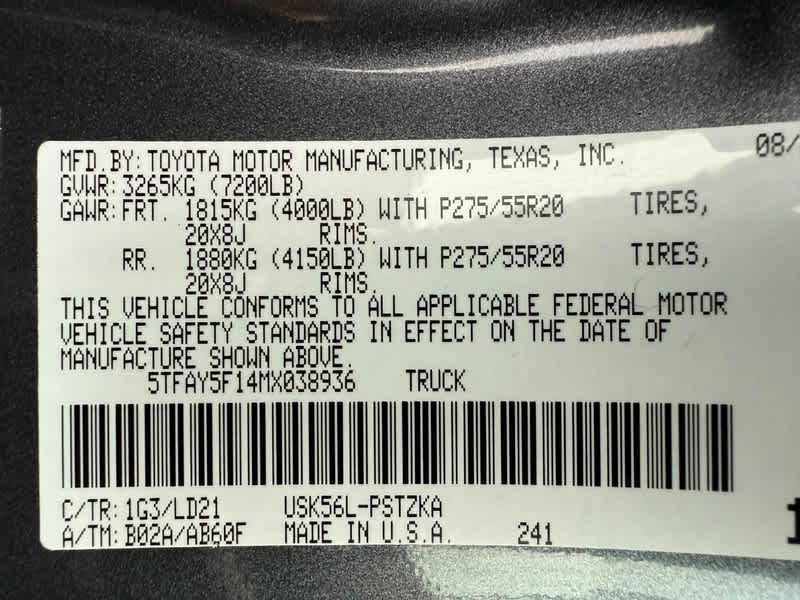 MFD.BY:TOYOTA MOTOR MANUFACTURING, TEXAS, INC. 08/
GVWR:3265KG (7200LB)
GAWR:FRT. 1815KG (4000LB) WITH P275/55R20 TIRES,
20X8J RIMS.
RR. 1880KG (4150LB) WITH P275/55R20 TIRES,
20X8J RIMS.
THIS VEHICLE CONFORMS TO ALL APPLICABLE FEDERAL MOTOR
VEHICLE SAFETY STANDARDS IN EFFECT ON THE DATE OF
MANUFACTURE SHOWN ABOVE.
5TFAY5F14MX038936 TRUCK
C/TR:1G3/LD21 USK56L-PSTZKA
A/TM:B02A/AB60F MADE IN U.S.A. 241